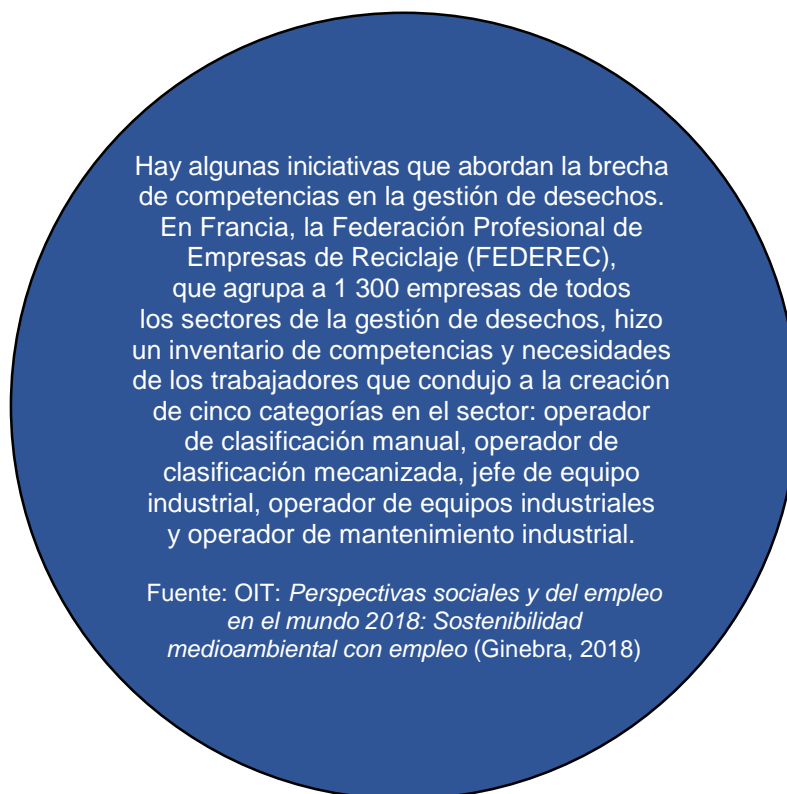 Hay algunas iniciativas que abordan la brecha
de competencias en la gestión de desechos.
En Francia, la Federación Profesional de
Empresas de Reciclaje (FEDEREC),
que agrupa a 1 300 empresas de todos
los sectores de la gestión de desechos, hizo
un inventario de competencias y necesidades
de los trabajadores que condujo a la creación
de cinco categorías en el sector: operador
de clasificación manual, operador de
clasificación mecanizada, jefe de equipo
industrial, operador de equipos industriales
y operador de mantenimiento industrial.
Fuente: OIT: Perspectivas sociales y del empleo
en el mundo 2018: Sostenibilidad
medioambiental con empleo (Ginebra, 2018)